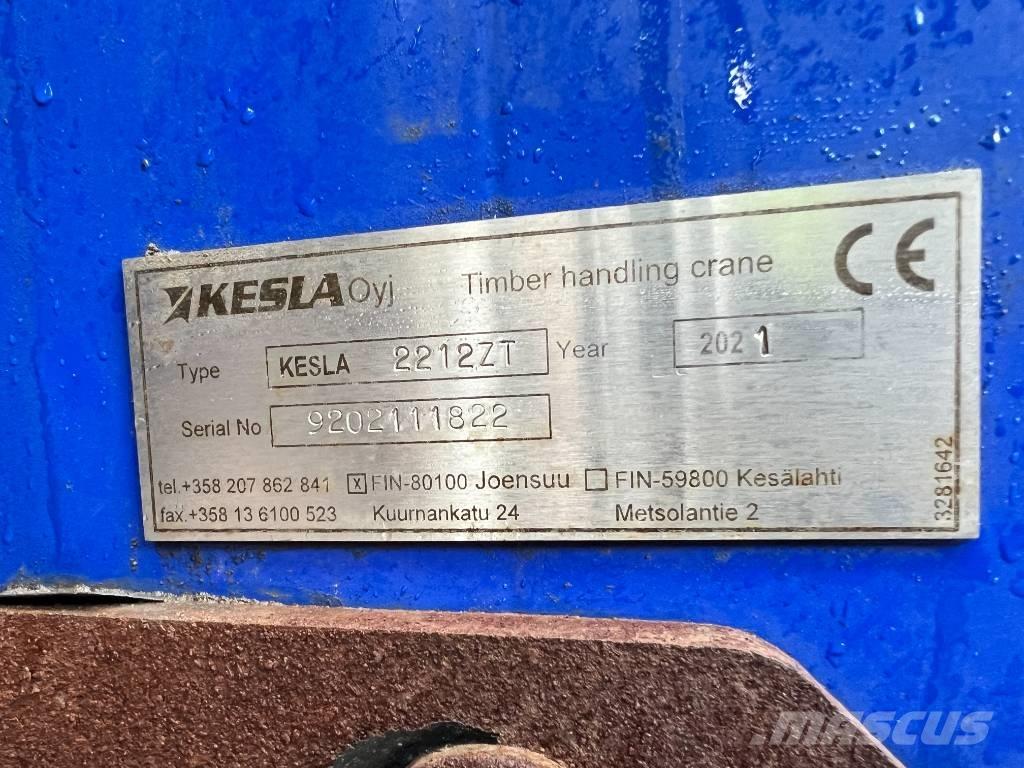 KESLA Oyj Timber handling crane CE
Type KESLA 2212ZT Year 2021
Serial No 9202111822
tel.+358 207 862 841 x FIN-80100 Joensuu FIN-59800 Kesälahti
fax.+358 13 6100 523 Kuurnankatu 24 Metsolantie 2
3281642
MASCUS